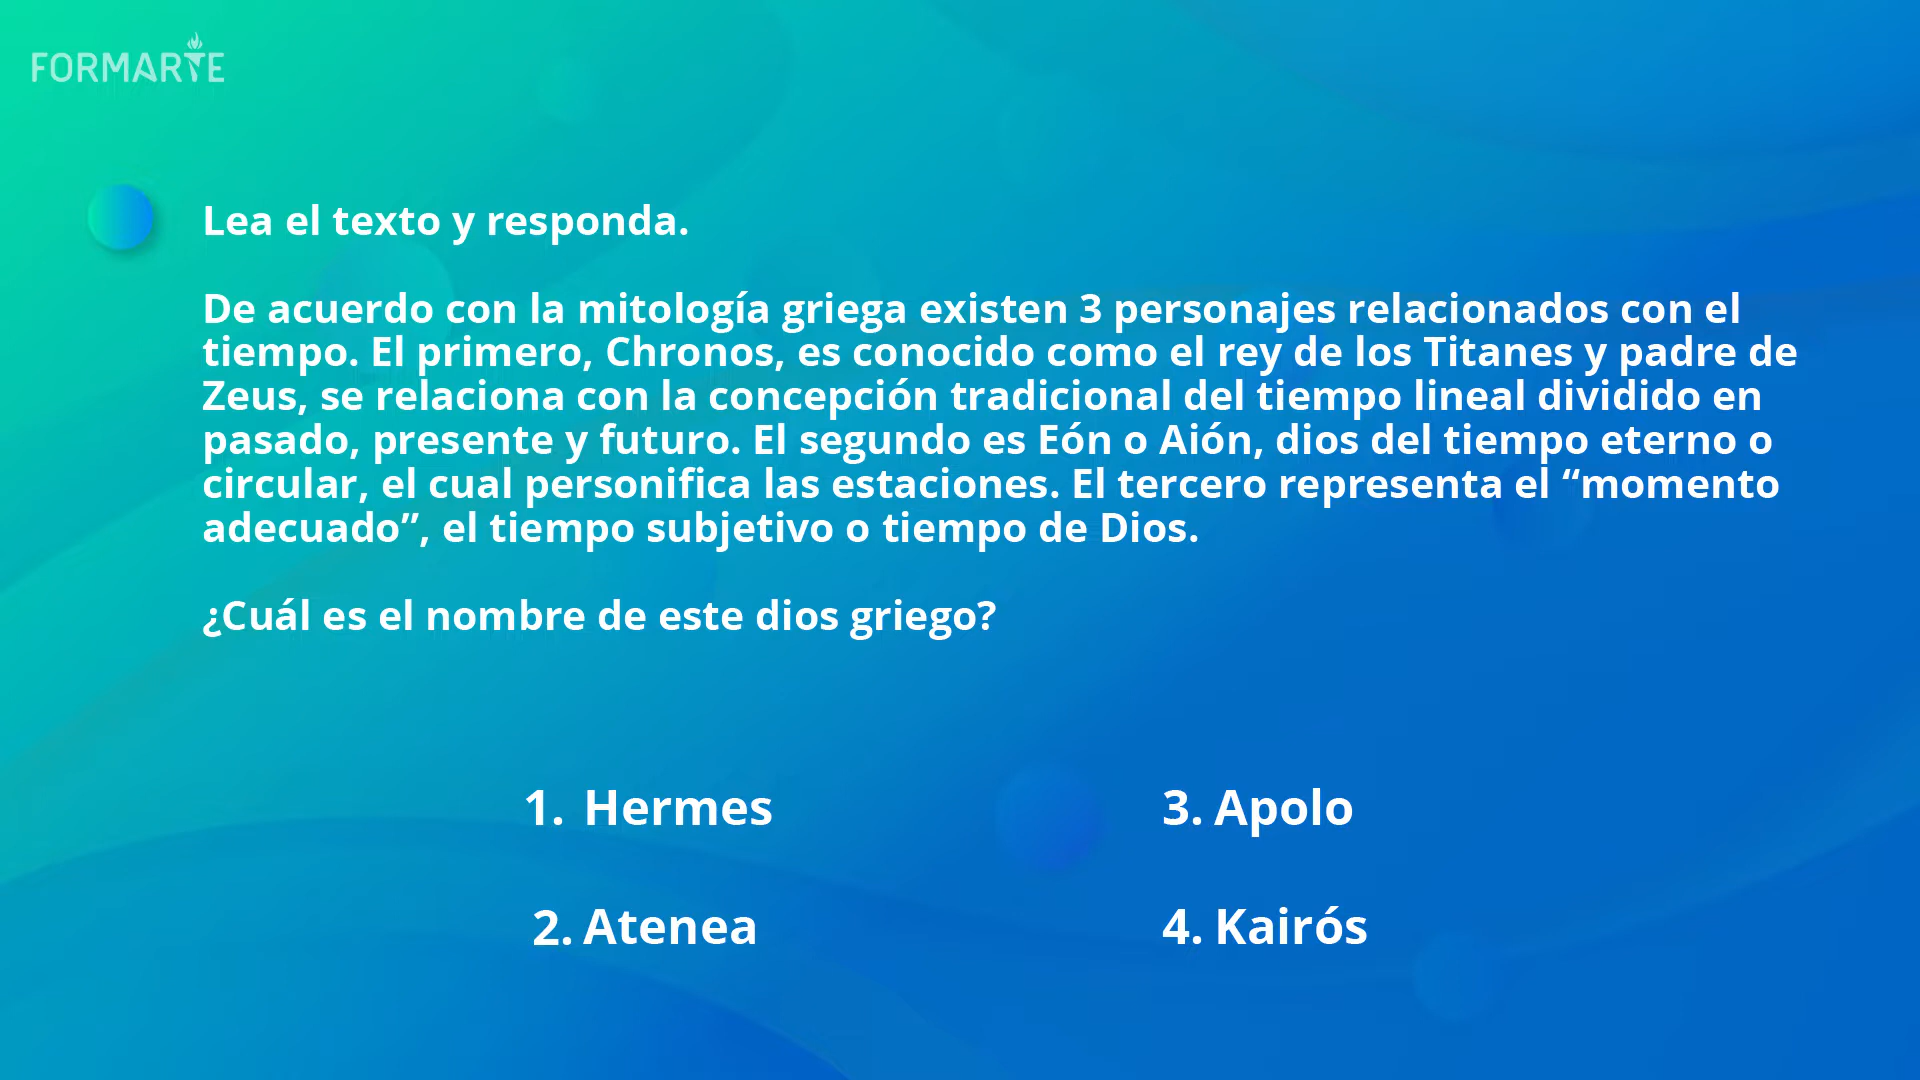 FORMARTE
Lea el texto y responda.
De acuerdo con la mitología griega existen 3 personajes relacionados con el
tiempo. El primero, Chronos, es conocido como el rey de los Titanes y padre de
Zeus, se relaciona con la concepción tradicional del tiempo lineal dividido en
pasado, presente y futuro. El segundo es Eón o Aión, dios del tiempo eterno o
circular, el cual personifica las estaciones. El tercero representa el “momento
adecuado”, el tiempo subjetivo o tiempo de Dios.
¿Cuál es el nombre de este dios griego?
1. Hermes
2. Atenea
3. Apolo
4. Kairós